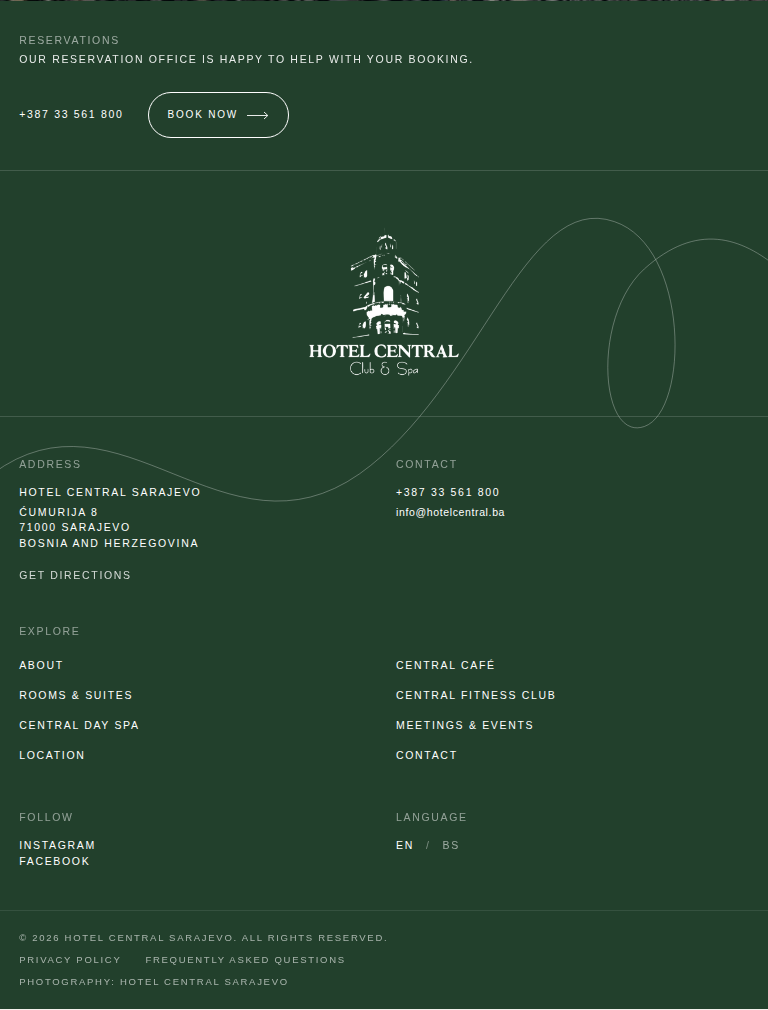 RESERVATIONS
OUR RESERVATION OFFICE IS HAPPY TO HELP WITH YOUR BOOKING.
+387 33 561 800
BOOK NOW
HOTEL CENTRAL
Club & Spa
ADDRESS
HOTEL CENTRAL SARAJEVO
ĆUMURIJA 8
71000 SARAJEVO
BOSNIA AND HERZEGOVINA
GET DIRECTIONS
CONTACT
+387 33 561 800
info@hotelcentral.ba
EXPLORE
ABOUT
ROOMS & SUITES
CENTRAL DAY SPA
LOCATION
CENTRAL CAFÉ
CENTRAL FITNESS CLUB
MEETINGS & EVENTS
CONTACT
FOLLOW
INSTAGRAM
FACEBOOK
LANGUAGE
EN / BS
© 2026 HOTEL CENTRAL SARAJEVO. ALL RIGHTS RESERVED.
PRIVACY POLICY FREQUENTLY ASKED QUESTIONS
PHOTOGRAPHY: HOTEL CENTRAL SARAJEVO